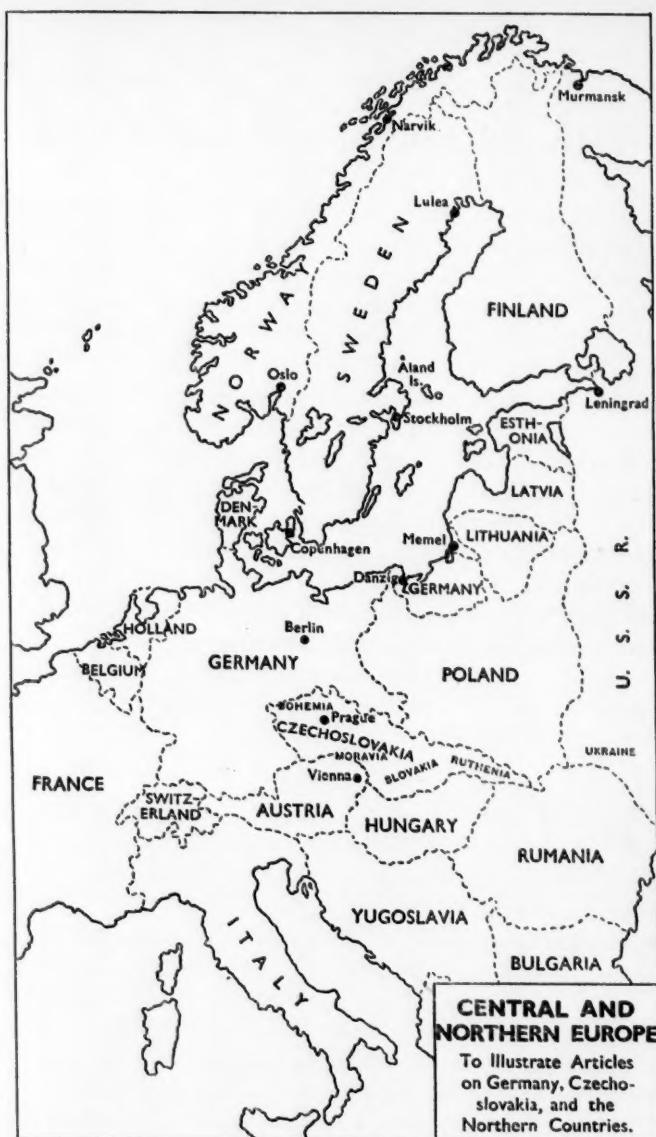 Murmansk
Narvik
Lulea
NORWAY
SWEDEN
FINLAND
Oslo
Åland
Is.
Stockholm
Leningrad
ESTH-
ONIA
LATVIA
DEN-
MARK
Copenhagen
Memel
LITHUANIA
Danzig
GERMANY
U. S. S. R.
HOLLAND
Berlin
BELGIUM
GERMANY
POLAND
BOHEMIA
Prague
CZECHOSLOVAKIA
MORAVIA
SLOVAKIA
RUTHENIA
UKRAINE
Vienna
FRANCE
SWITZ-
ERLAND
AUSTRIA
HUNGARY
RUMANIA
YUGOSLAVIA
ITALY
BULGARIA
CENTRAL AND
NORTHERN EUROPE
To Illustrate Articles
on Germany, Czecho-
slovakia, and the
Northern Countries.